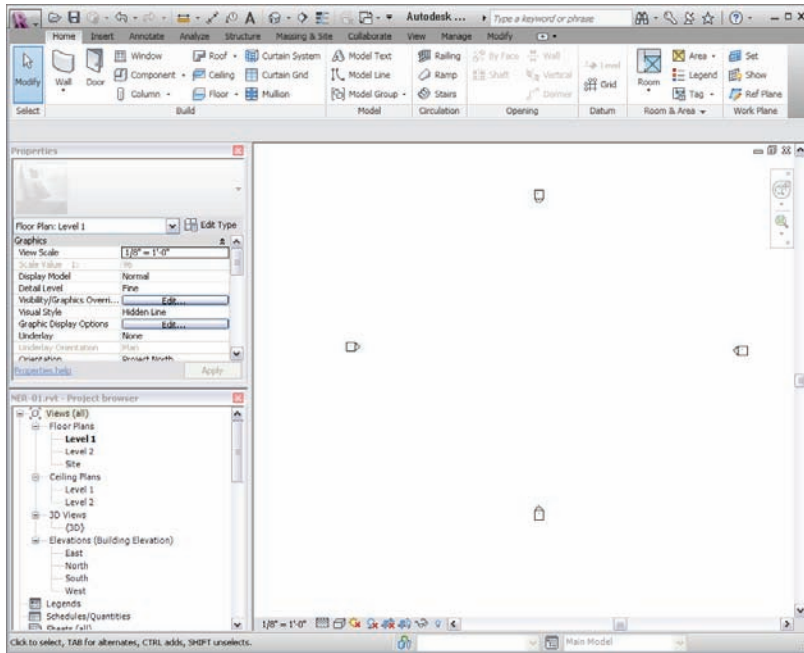 Autodesk ... Type a keyword or phrase
Home Insert Annotate Analyze Structure Massing & Site Collaborate View Manage Modify
Modify
Wall
Door
Window
Component
Column
Roof
Ceiling
Floor
Curtain System
Curtain Grid
Mullion
Model Text
Model Line
Model Group
Railing
Ramp
Stairs
By Face
Shaft
Wall
Vertical
Dormer
Level
Grid
Room
Area
Legend
Tag
Set
Show
Ref Plane
Select Build Model Circulation Opening Datum Room & Area Work Plane
Properties
Floor Plan: Level 1 Edit Type
Graphics
View Scale 1/8" = 1'-0"
Scale Value 1: 96
Display Model Normal
Detail Level Fine
Visibility/Graphics Overri... Edit...
Visual Style Hidden Line
Graphic Display Options Edit...
Underlay None
Underlay Orientation Plan
Orientation Project North
Properties help Apply
NER-01.rvt - Project browser
Views (all)
Floor Plans
Level 1
Level 2
Site
Ceiling Plans
Level 1
Level 2
3D Views
{3D}
Elevations (Building Elevation)
East
North
South
West
Legends
Schedules/Quantities
Sheets (all)
1/8" = 1'-0"
Click to select, TAB for alternates, CTRL adds, SHIFT unselects.
Main Model